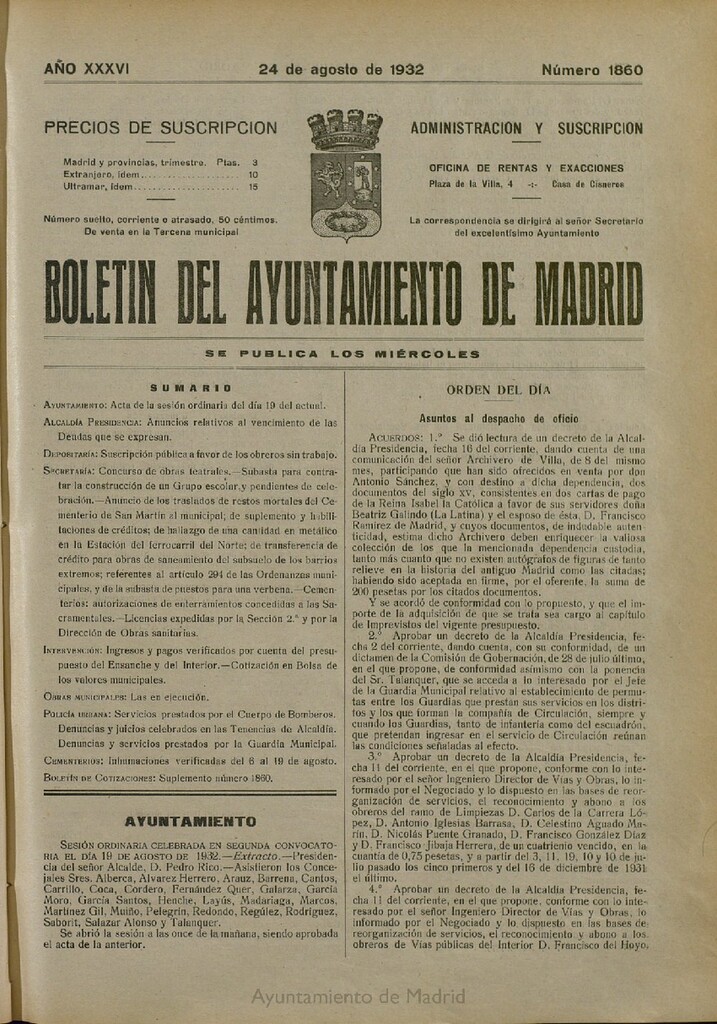 AÑO XXXVI 24 de agosto de 1932 Número 1860
PRECIOS DE SUSCRIPCION
Madrid y provincias, trimestre. Ptas. 3
Extranjero, ídem...................... 10
Ultramar, ídem........................ 15
Número suelto, corriente o atrasado, 50 céntimos.
De venta en la Tercena municipal
ADMINISTRACION Y SUSCRIPCION
OFICINA DE RENTAS Y EXACCIONES
Plaza de la Villa, 4 -:- Casa de Cisneros
La correspondencia se dirigirá al señor Secretario
del excelentísimo Ayuntamiento
BOLETIN DEL AYUNTAMIENTO DE MADRID
SE PUBLICA LOS MIÉRCOLES
SUMARIO
AYUNTAMIENTO: Acta de la sesión ordinaria del día 19 del actual.
ALCALDÍA PRESIDENCIA: Anuncios relativos al vencimiento de las
Deudas que se expresan.
DEPOSITARÍA: Suscripción pública a favor de los obreros sin trabajo.
SECRETARÍA: Concurso de obras teatrales.—Subasta para contra-
tar la construcción de un Grupo escolar y pendientes de cele-
bración.—Anuncio de los traslados de restos mortales del Ce-
menterio de San Martín al municipal; de suplemento y habili-
taciones de créditos; de hallazgo de una cantidad en metálico
en la Estación del ferrocarril del Norte; de transferencia de
crédito para obras de saneamiento del subsuelo de los barrios
extremos; referentes al artículo 294 de las Ordenanzas muni-
cipales, y de la subasta de puestos para una verbena.—Cemen-
terios: autorizaciones de enterramientos concedidas a las Sa-
cramentales.—Licencias expedidas por la Sección 2.ª y por la
Dirección de Obras sanitarias.
INTERVENCIÓN: Ingresos y pagos verificados por cuenta del presu-
puesto del Ensanche y del Interior.—Cotización en Bolsa de
los valores municipales.
OBRAS MUNICIPALES: Las en ejecución.
POLICÍA URBANA: Servicios prestados por el Cuerpo de Bomberos.
Denuncias y juicios celebrados en las Tenencias de Alcaldía.
Denuncias y servicios prestados por la Guardia Municipal.
CEMENTERIOS: Inhumaciones verificadas del 6 al 19 de agosto.
BOLETÍN DE COTIZACIONES: Suplemento número 1860.
AYUNTAMIENTO
SESIÓN ORDINARIA CELEBRADA EN SEGUNDA CONVOCATO-
RIA EL DÍA 19 DE AGOSTO DE 1932.—Extracto.—Presiden-
cia del señor Alcalde, D. Pedro Rico.—Asistieron los Conce-
jales Sres. Alberca, Alvarez Herrero, Arauz, Barrena, Cantos,
Carrillo, Coca, Cordero, Fernández Quer, Galarza, García
Moro, García Santos, Henche, Layús, Madariaga, Marcos,
Martínez Gil, Muiño, Pelegrín, Redondo, Regúlez, Rodríguez,
Saborit, Salazar Alonso y Talanquer.
Se abrió la sesión a las once de la mañana, siendo aprobada
el acta de la anterior.
ORDEN DEL DÍA
Asuntos al despacho de oficio
ACUERDOS: 1.º Se dió lectura de un decreto de la Alcal-
día Presidencia, fecha 16 del corriente, dando cuenta de una
comunicación del señor Archivero de Villa, de 8 del mismo
mes, participando que han sido ofrecidos en venta por don
Antonio Sánchez, y con destino a dicha dependencia, dos
documentos del siglo XV, consistentes en dos cartas de pago
de la Reina Isabel la Católica a favor de sus servidores doña
Beatriz Galindo (La Latina) y el esposo de ésta, D. Francisco
Ramírez de Madrid, y cuyos documentos, de indudable auten-
ticidad, estima dicho Archivero deben enriquecer la valiosa
colección de los que la mencionada dependencia custodia,
tanto más cuanto que no existen autógrafos de figuras de tanto
relieve en la historia del antiguo Madrid como las citadas;
habiendo sido aceptada en firme, por el oferente, la suma de
200 pesetas por los citados documentos.
Y se acordó de conformidad con lo propuesto, y que el im-
porte de la adquisición de que se trata sea cargo al capítulo
de Imprevistos del vigente presupuesto.
2.º Aprobar un decreto de la Alcaldía Presidencia, fe-
cha 2 del corriente, dando cuenta, con su conformidad, de un
dictamen de la Comisión de Gobernación, de 28 de julio último,
en el que propone, de conformidad asimismo con la ponencia
del Sr. Talanquer, que se acceda a lo interesado por el Jefe
de la Guardia Municipal relativo al establecimiento de permu-
tas entre los Guardias que prestan sus servicios en los distri-
tos y los que forman la compañía de Circulación, siempre y
cuando los Guardias, tanto de infantería como del escuadrón,
que pretendan ingresar en el servicio de Circulación reúnan
las condiciones señaladas al efecto.
3.º Aprobar un decreto de la Alcaldía Presidencia, fe-
cha 11 del corriente, en el que propone, conforme con lo inte-
resado por el señor Ingeniero Director de Vías y Obras, lo in-
formado por el Negociado y lo dispuesto en las bases de reor-
ganización de servicios, el reconocimiento y abono a los
obreros del ramo de Limpiezas D. Carlos de la Carrera Ló-
pez, D. Antonio Iglesias Barrasa, D. Celestino Aguado Ma-
rín, D. Nicolás Puente Granado, D. Francisco González Díaz
y D. Francisco Jibaja Herrera, de un cuatrienio vencido, en la
cuantía de 0,75 pesetas, y a partir del 3, 11, 19, 10 y 10 de ju-
lio pasado los cinco primeros y del 16 de diciembre de 1931
el último.
4.º Aprobar un decreto de la Alcaldía Presidencia, fe-
cha 11 del corriente, en el que propone, conforme con lo inte-
resado por el señor Ingeniero Director de Vías y Obras, lo
informado por el Negociado y lo dispuesto en las bases de
reorganización de servicios, el reconocimiento y abono a los
obreros de Vías públicas del Interior D. Francisco del Hoyo,
Ayuntamiento de Madrid